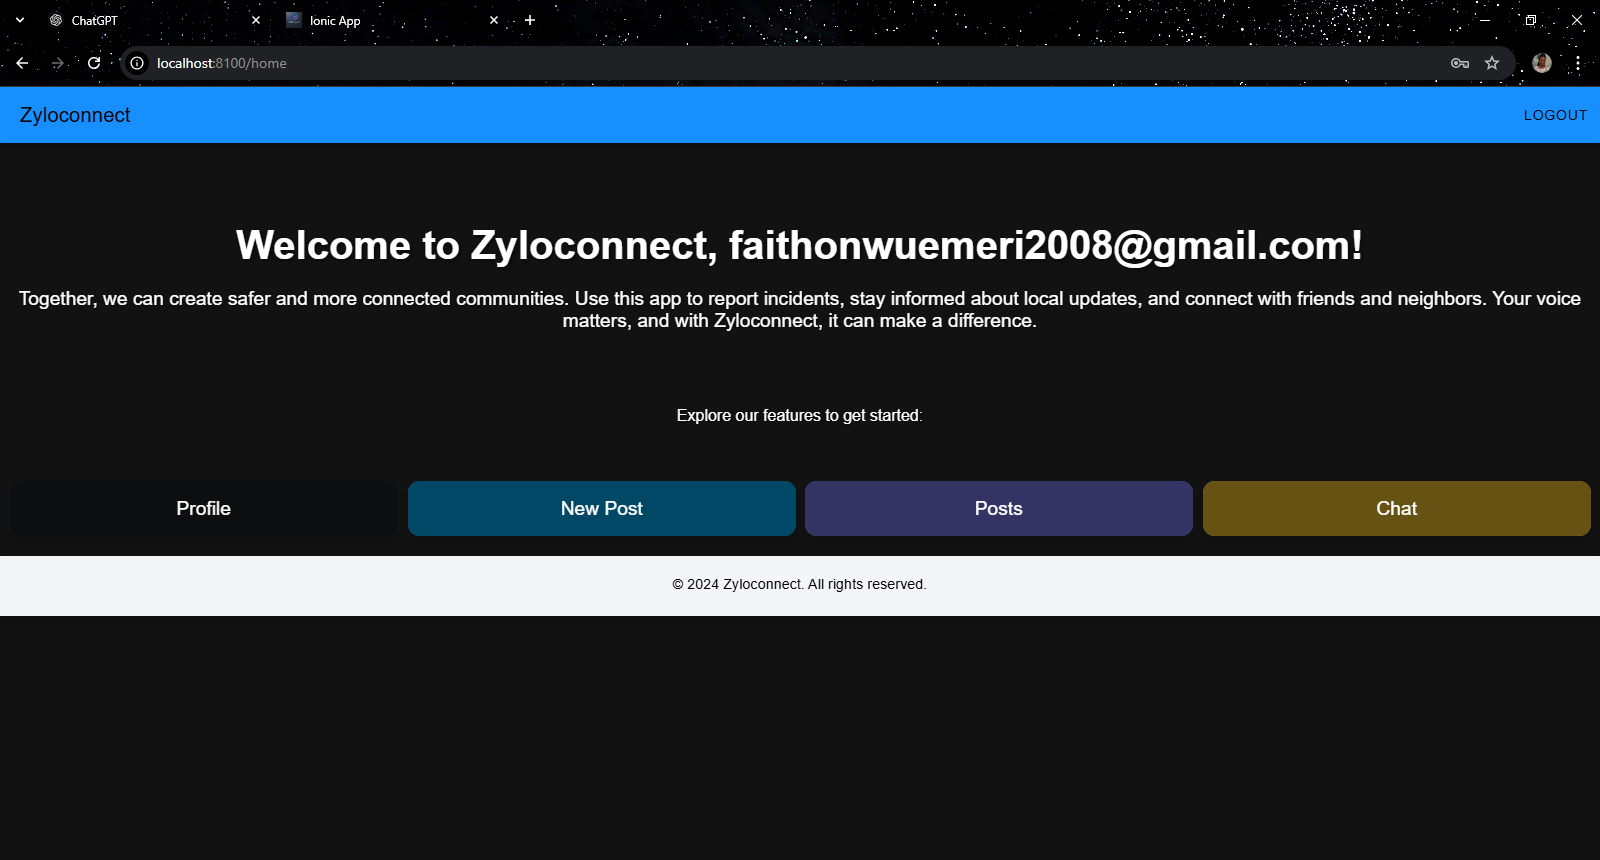 ChatGPT
Ionic App
localhost:8100/home
Zyloconnect
LOGOUT
Welcome to Zyloconnect, faithonwuemeri2008@gmail.com!
Together, we can create safer and more connected communities. Use this app to report incidents, stay informed about local updates, and connect with friends and neighbors. Your voice
matters, and with Zyloconnect, it can make a difference.
Explore our features to get started:
Profile
New Post
Posts
Chat
© 2024 Zyloconnect. All rights reserved.